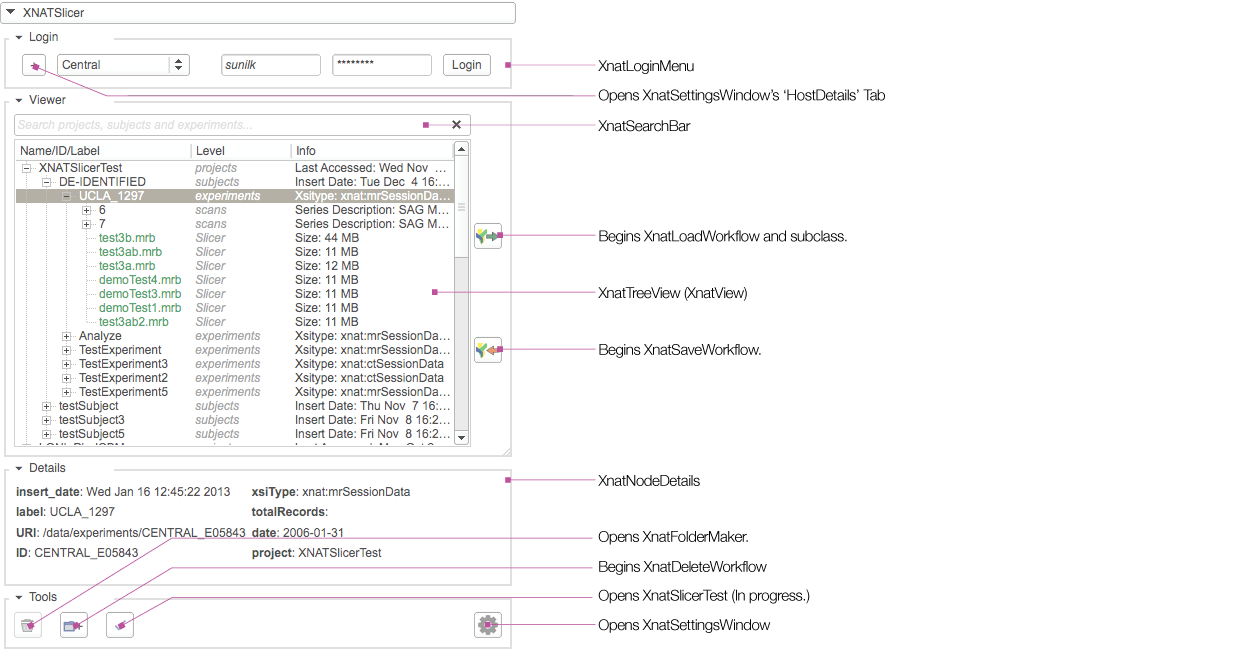 XNATSlicer
Login
Central
sunilk
********
Login
XnatLoginMenu
Opens XnatSettingsWindow's ‘HostDetails’ Tab
Viewer
Search projects, subjects and experiments...
XnatSearchBar
Name/ID/Label Level Info
XNATSlicerTest projects Last Accessed: Wed Nov ...
DE-IDENTIFIED subjects Insert Date: Tue Dec 4 16:...
UCLA_1297 experiments Xsitype: xnat:mrSessionDa...
6 scans Series Description: SAG M...
7 scans Series Description: SAG M...
test3b.mrb Slicer Size: 44 MB
test3ab.mrb Slicer Size: 11 MB
test3a.mrb Slicer Size: 12 MB
demoTest4.mrb Slicer Size: 11 MB
demoTest3.mrb Slicer Size: 11 MB
demoTest1.mrb Slicer Size: 11 MB
test3ab2.mrb Slicer Size: 11 MB
Analyze experiments Xsitype: xnat:mrSessionDa...
TestExperiment experiments Xsitype: xnat:mrSessionDa...
TestExperiment3 experiments Xsitype: xnat:ctSessionData
TestExperiment2 experiments Xsitype: xnat:ctSessionData
TestExperiment5 experiments Xsitype: xnat:mrSessionDa...
testSubject subjects Insert Date: Thu Nov 7 16:...
testSubject3 subjects Insert Date: Fri Nov 8 16:2...
testSubject5 subjects Insert Date: Fri Nov 8 16:2...
Begins XnatLoadWorkflow and subclass.
XnatTreeView (XnatView)
Begins XnatSaveWorkflow.
Details
insert_date: Wed Jan 16 12:45:22 2013 xsiType: xnat:mrSessionData
label: UCLA_1297 totalRecords:
URI: /data/experiments/CENTRAL_E05843 date: 2006-01-31
ID: CENTRAL_E05843 project: XNATSlicerTest
XnatNodeDetails
Opens XnatFolderMaker.
Begins XnatDeleteWorkflow
Tools
Opens XnatSlicerTest (In progress.)
Opens XnatSettingsWindow